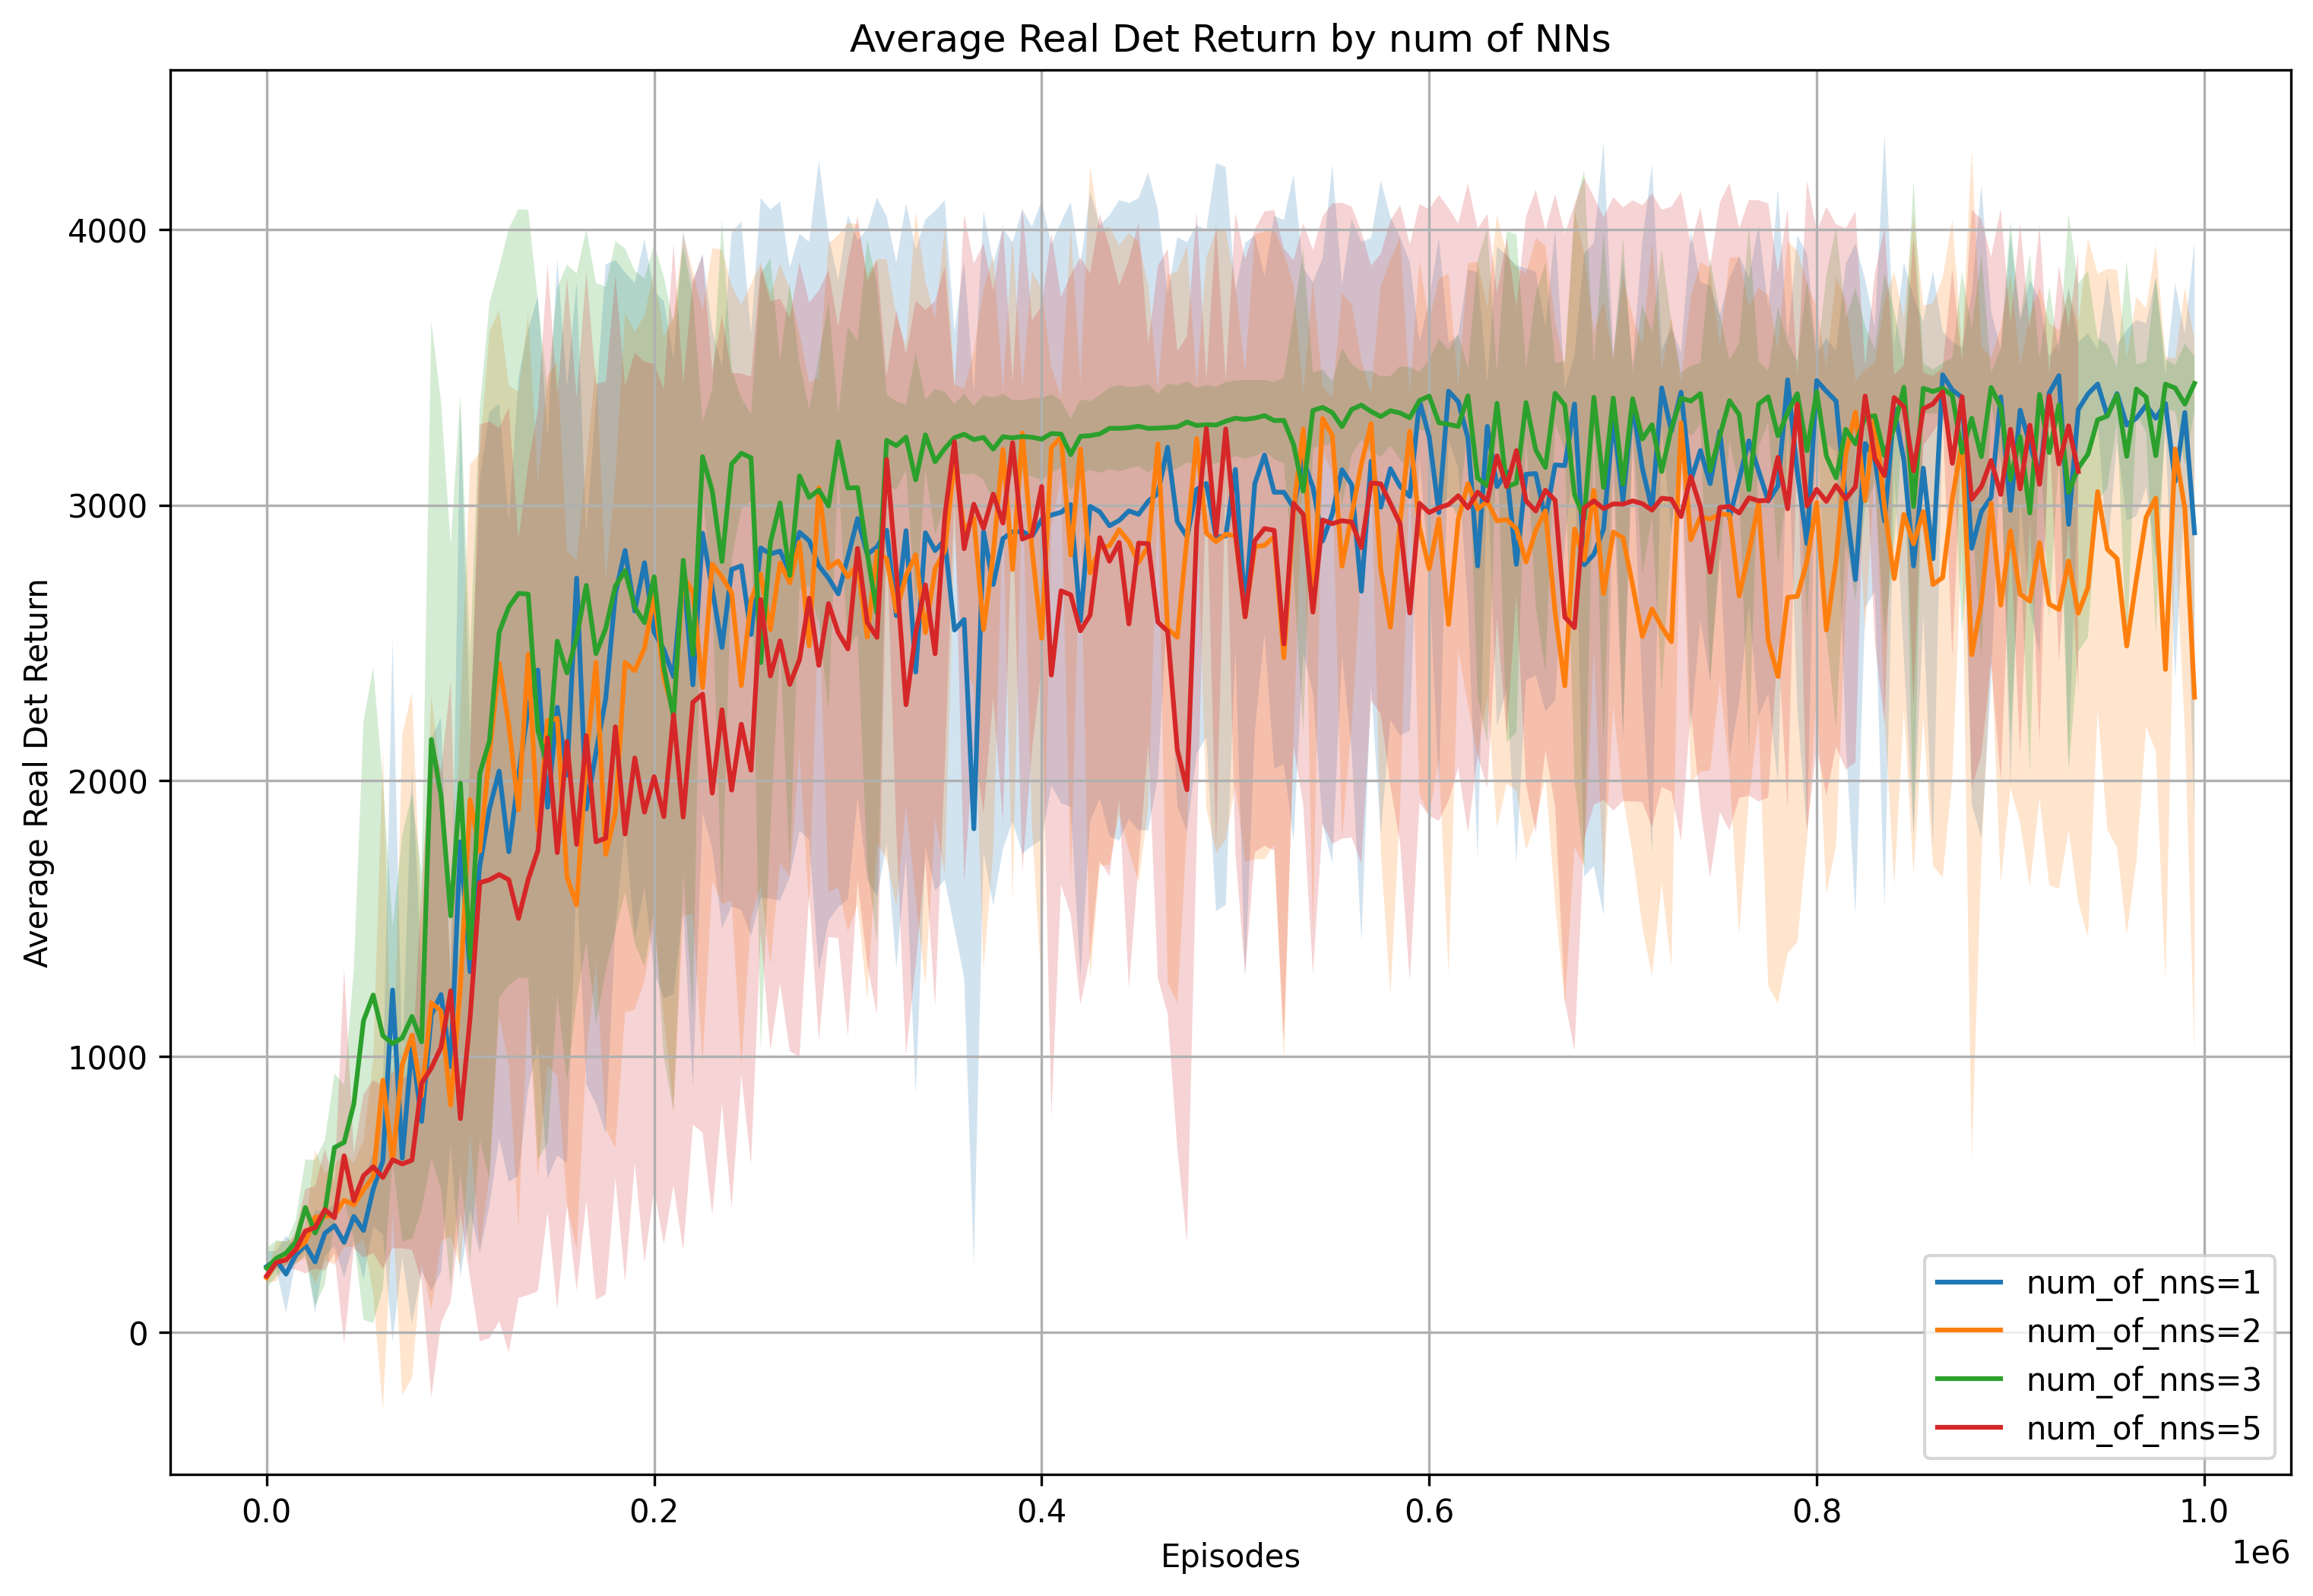 Average Real Det Return by num of NNs
Average Real Det Return
4000
3000
2000
1000
0
num_of_nns=1
num_of_nns=2
num_of_nns=3
num_of_nns=5
0.0 0.2 0.4 0.6 0.8 1.0
Episodes
1e6